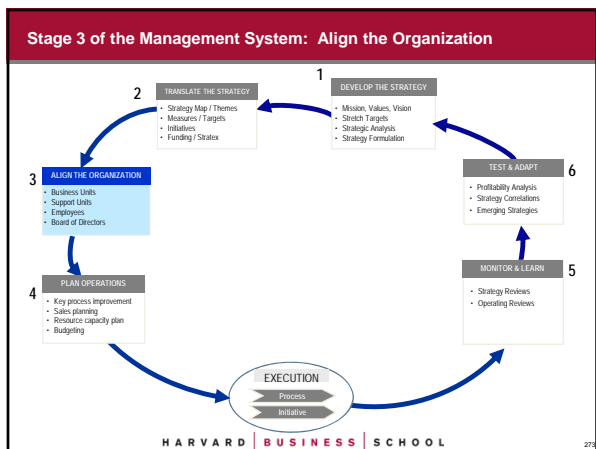 Stage 3 of the Management System: Align the Organization
1
DEVELOP THE STRATEGY
• Mission, Values, Vision
• Stretch Targets
• Strategic Analysis
• Strategy Formulation
2
TRANSLATE THE STRATEGY
• Strategy Map / Themes
• Measures / Targets
• Initiatives
• Funding / Stratex
3
ALIGN THE ORGANIZATION
• Business Units
• Support Units
• Employees
• Board of Directors
4
PLAN OPERATIONS
• Key process improvement
• Sales planning
• Resource capacity plan
• Budgeting
EXECUTION
Process
Initiative
5
MONITOR & LEARN
• Strategy Reviews
• Operating Reviews
6
TEST & ADAPT
• Profitability Analysis
• Strategy Correlations
• Emerging Strategies
HARVARD | BUSINESS | SCHOOL
273